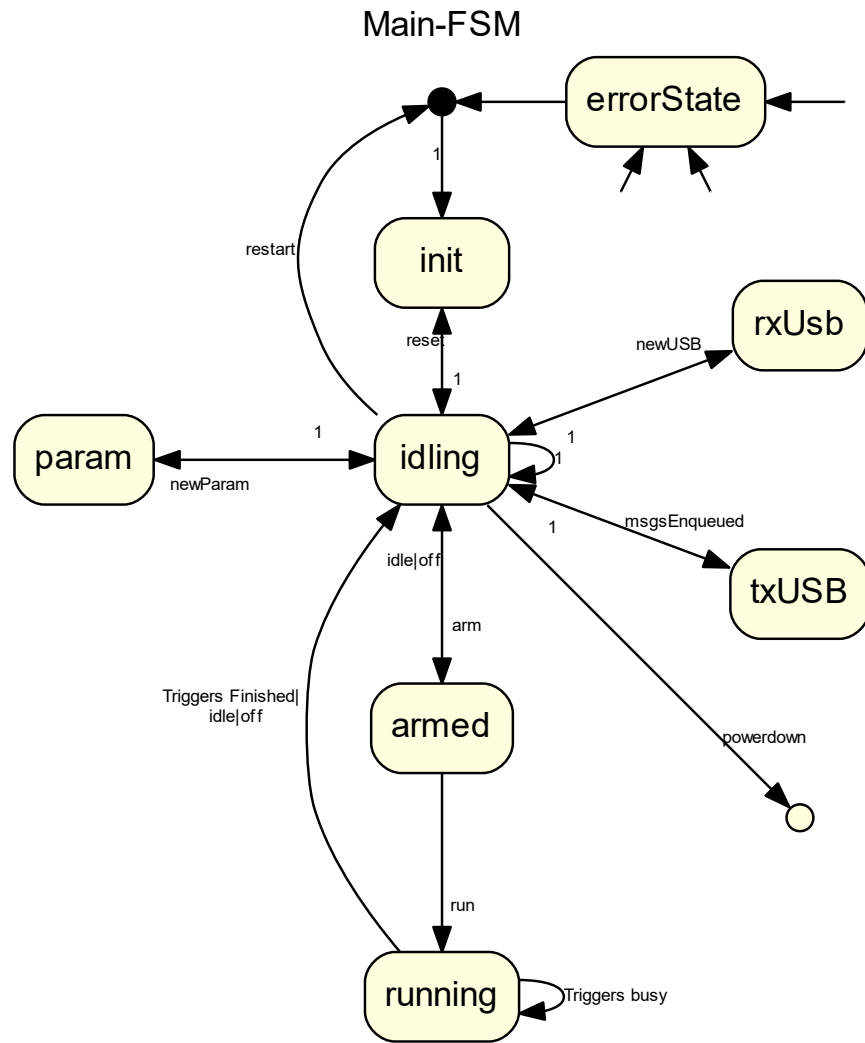 Main-FSM
errorState
1
init
restart
reset
1
rxUsb
newUSB
1
param
1
newParam
idling
1
1
msgsEnqueued
txUSB
idle|off
arm
Triggers Finished|
idle|off
armed
powerdown
run
running
Triggers busy